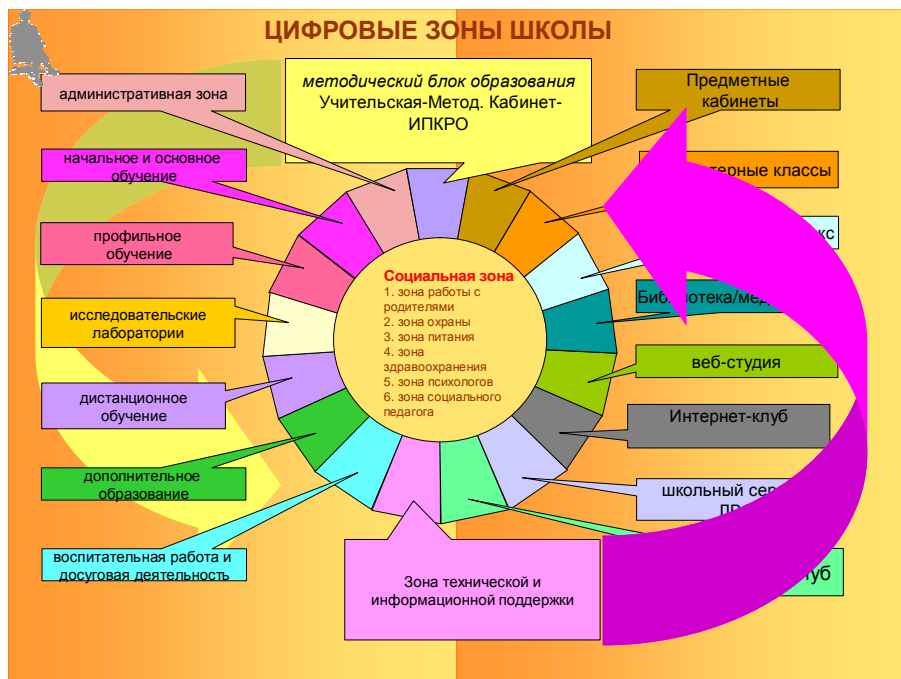 ЦИФРОВЫЕ ЗОНЫ ШКОЛЫ
методический блок образования
Учительская-Метод. Кабинет-
ИПКРО
административная зона
начальное и основное
обучение
профильное
обучение
исследовательские
лаборатории
дистанционное
обучение
дополнительное
образование
воспитательная работа и
досуговая деятельность
Социальная зона
1. зона работы с
родителями
2. зона охраны
3. зона питания
4. зона
здравоохранения
5. зона психологов
6. зона социального
педагога
Предметные
кабинеты
классы
веб-студия
Интернет-клуб
школьный
Зона технической и
информационной поддержки